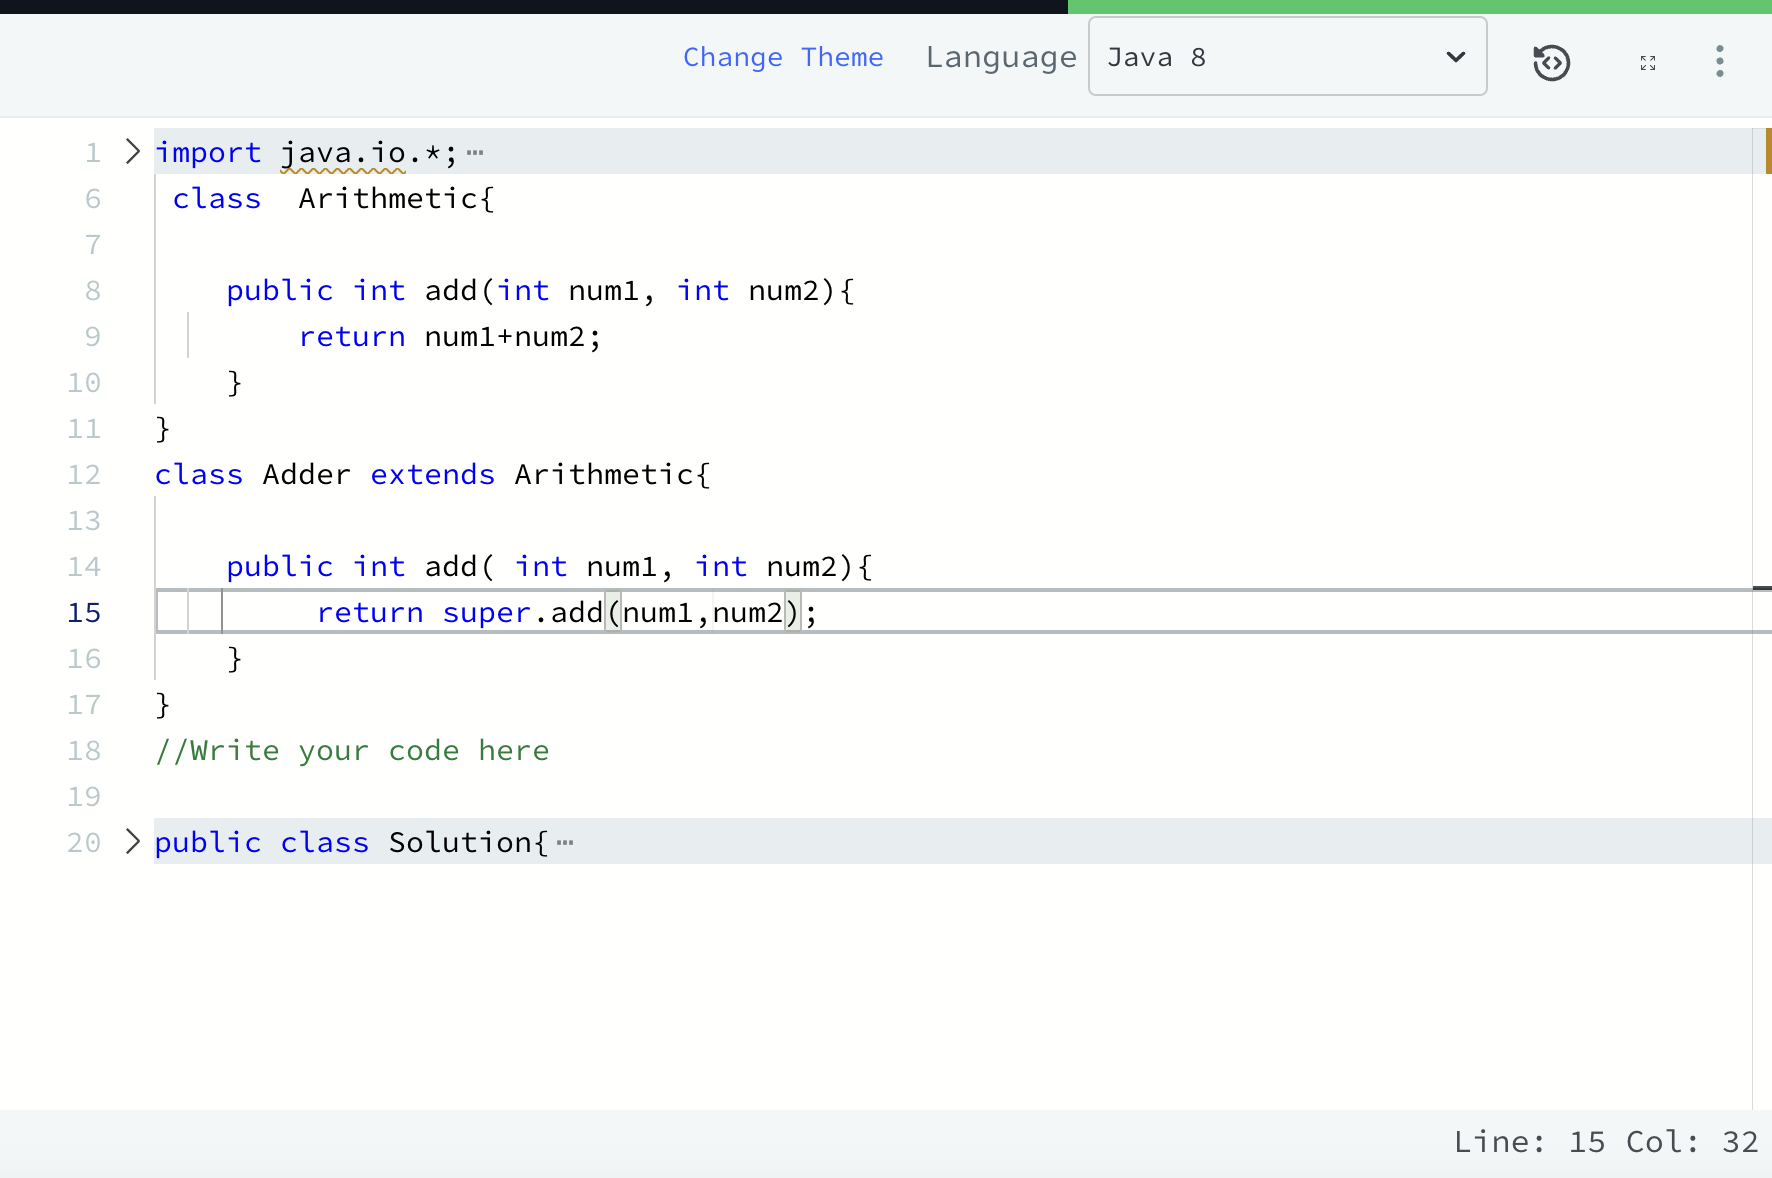 Change Theme Language Java 8
1 import java.io.*;
6 class  Arithmetic{
7
8 public int add(int num1, int num2){
9 return num1+num2;
10 }
11 }
12 class Adder extends Arithmetic{
13
14 public int add( int num1, int num2){
15 return super.add(num1,num2);
16 }
17 }
18 //Write your code here
19
20 public class Solution{
Line: 15 Col: 32